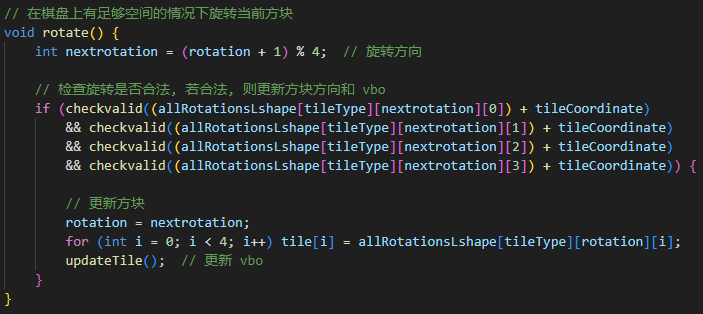 // 在棋盘上有足够空间的情况下旋转当前方块
void rotate() {
    int nextrotation = (rotation + 1) % 4;  // 旋转方向

    // 检查旋转是否合法, 若合法, 则更新方块方向和 vbo
    if (checkvalid((allRotationsLshape[tileType][nextrotation][0]) + tileCoordinate)
        && checkvalid((allRotationsLshape[tileType][nextrotation][1]) + tileCoordinate)
        && checkvalid((allRotationsLshape[tileType][nextrotation][2]) + tileCoordinate)
        && checkvalid((allRotationsLshape[tileType][nextrotation][3]) + tileCoordinate)) {

        // 更新方块
        rotation = nextrotation;
        for (int i = 0; i < 4; i++) tile[i] = allRotationsLshape[tileType][rotation][i];
        updateTile();  // 更新 vbo
    }
}